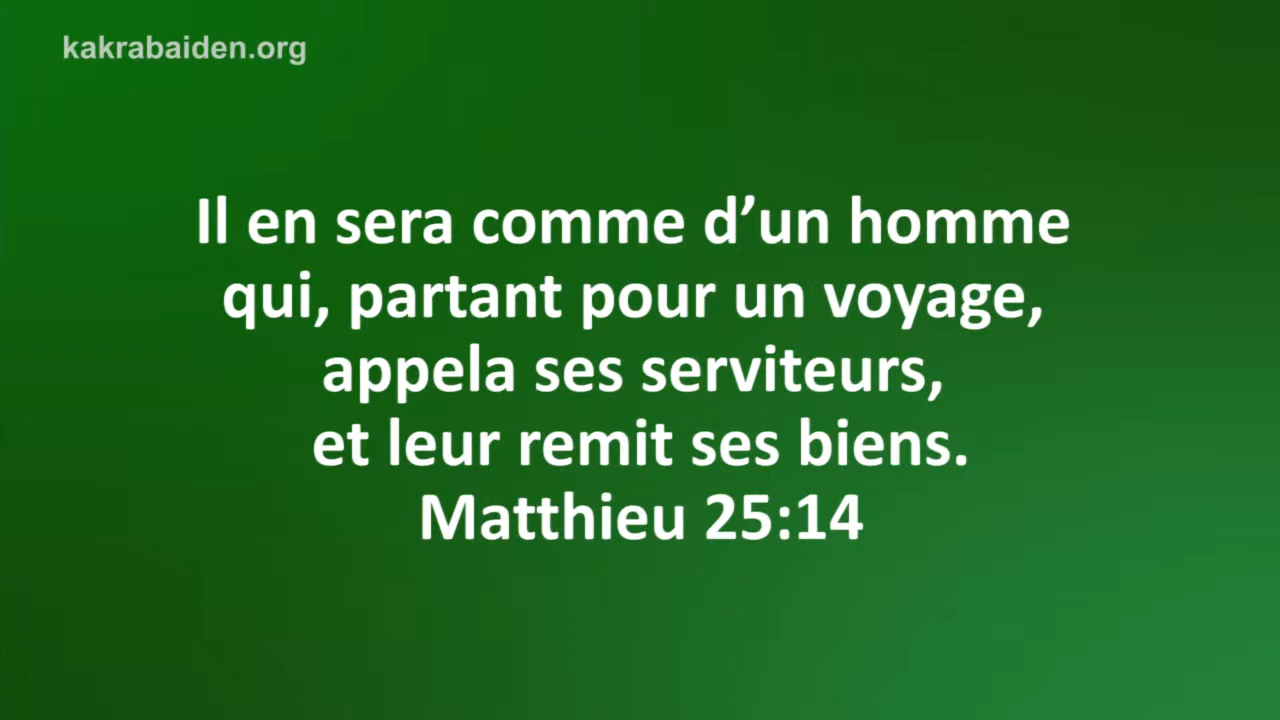 kakrabaiden.org
Il en sera comme d’un homme
qui, partant pour un voyage,
appela ses serviteurs,
et leur remit ses biens.
Matthieu 25:14